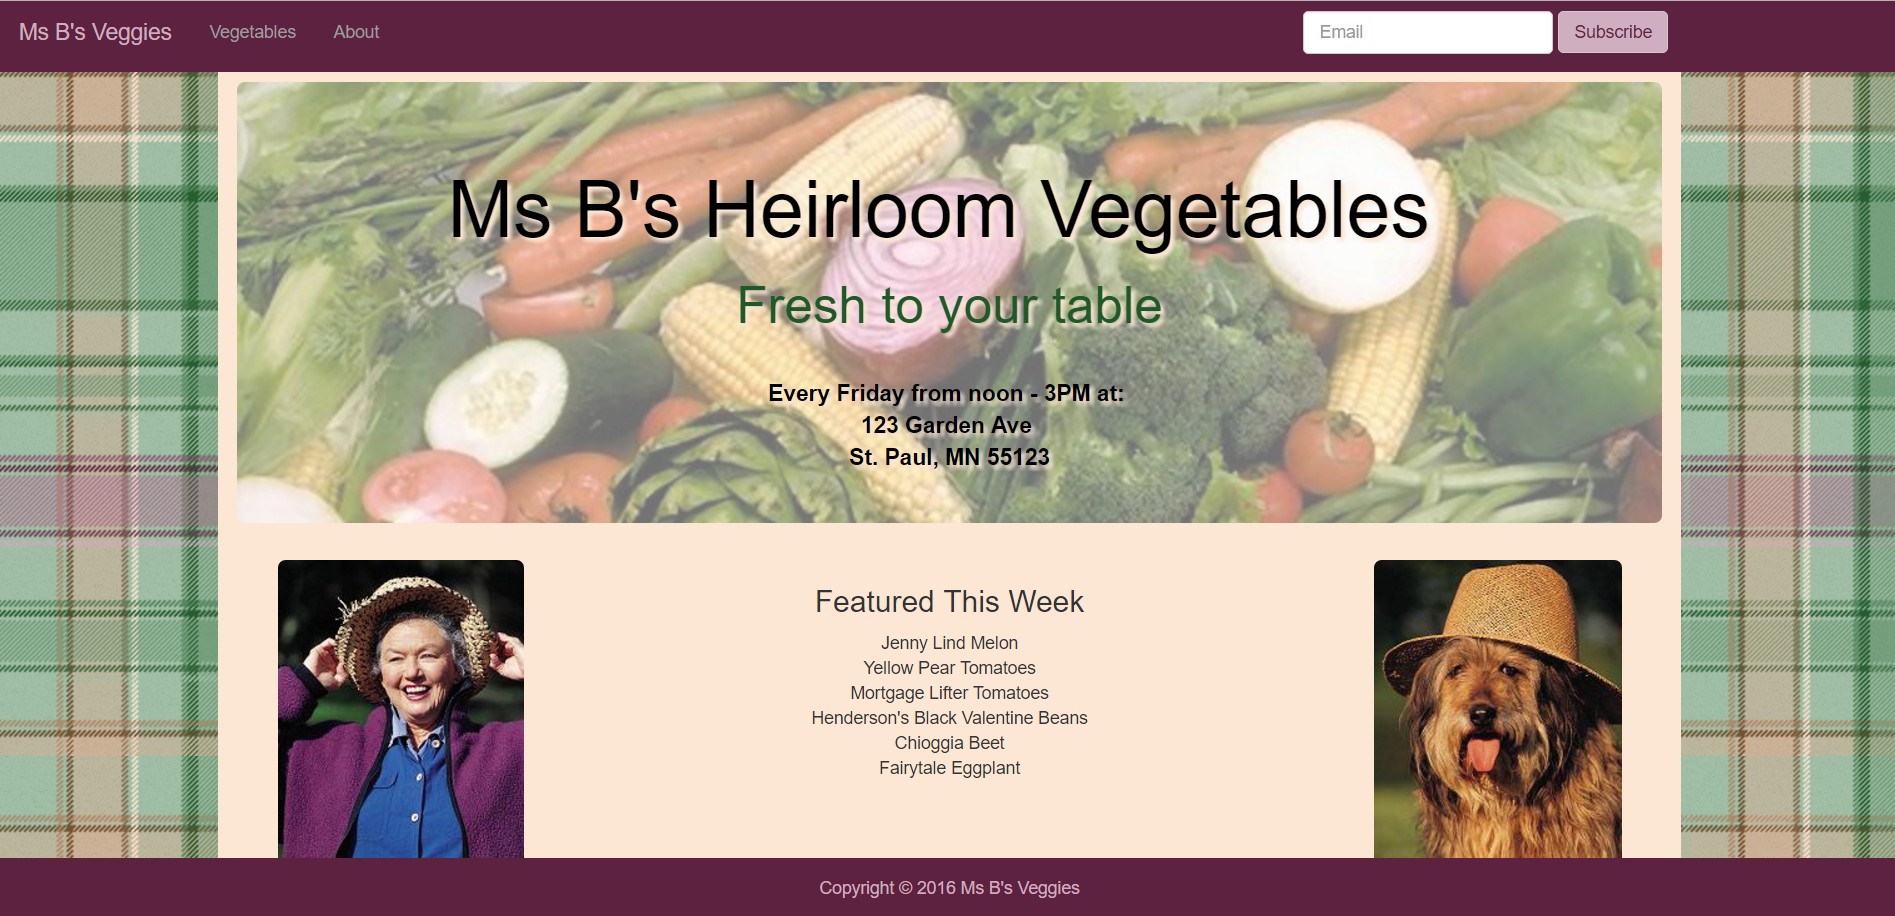 Ms B's Veggies
Vegetables
About
Email
Subscribe
Ms B's Heirloom Vegetables
Fresh to your table
Every Friday from noon - 3PM at:
123 Garden Ave
St. Paul, MN 55123
Featured This Week
Jenny Lind Melon
Yellow Pear Tomatoes
Mortgage Lifter Tomatoes
Henderson's Black Valentine Beans
Chioggia Beet
Fairytale Eggplant
Copyright © 2016 Ms B's Veggies